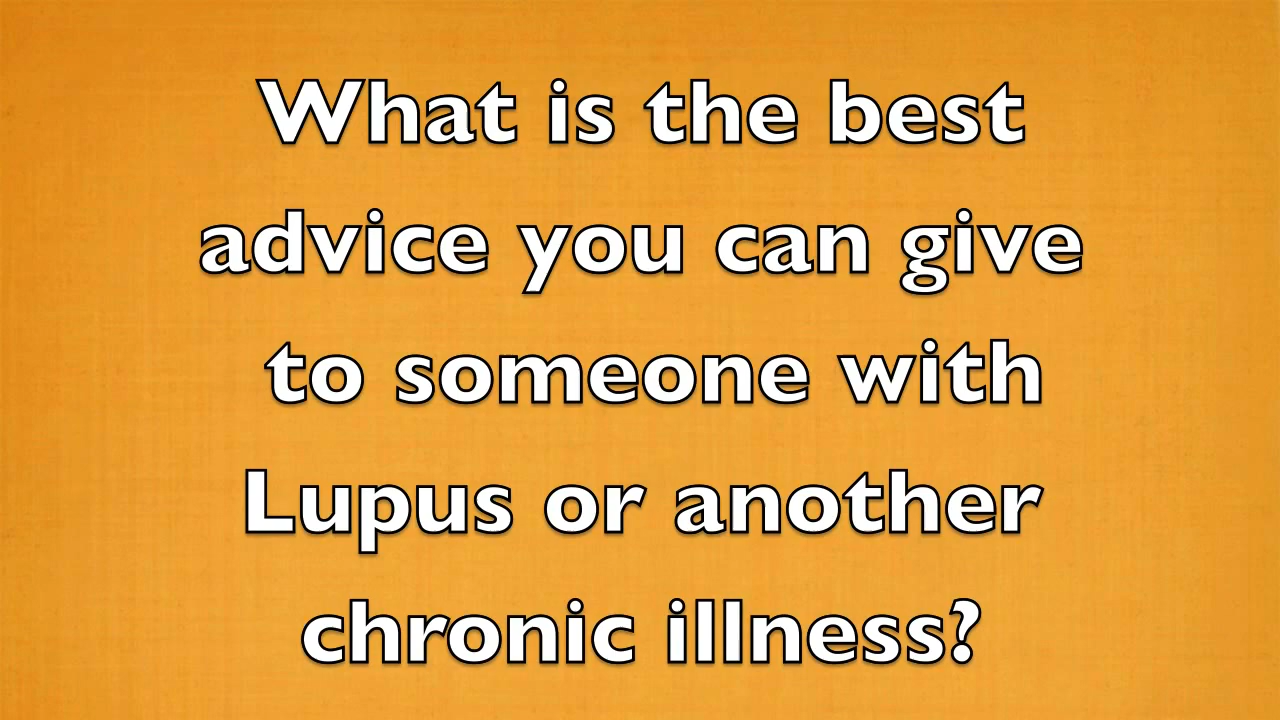 What is the best
advice you can give
to someone with
Lupus or another
chronic illness?